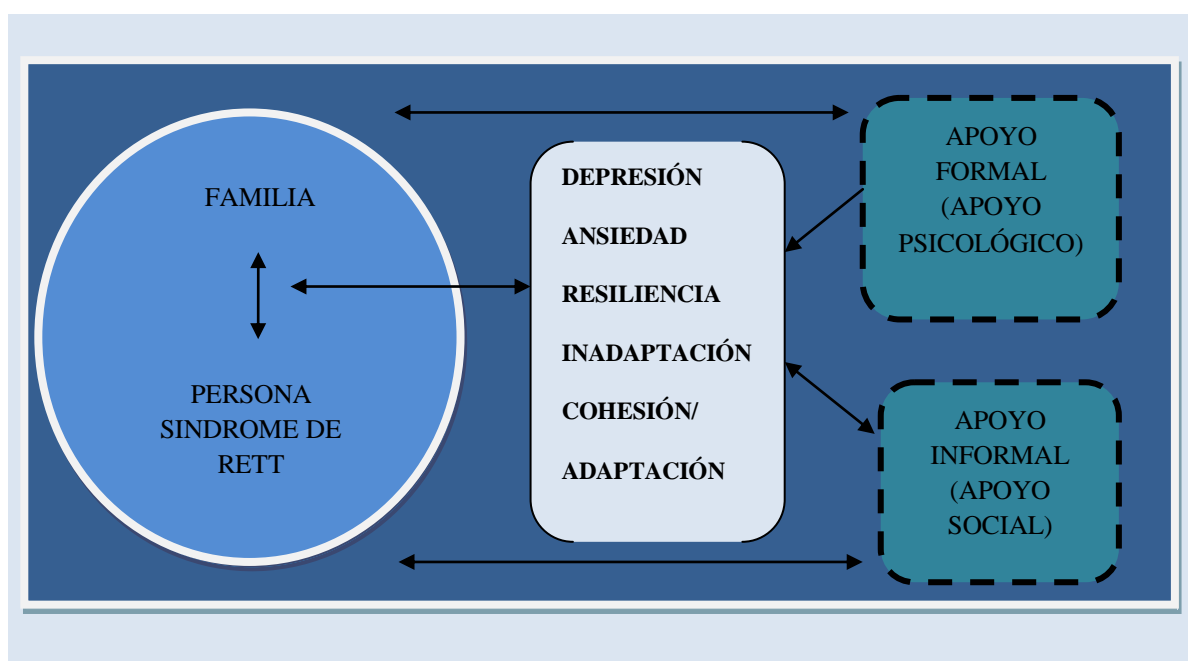 FAMILIA
PERSONA
SINDROME DE
RETT
DEPRESIÓN
ANSIEDAD
RESILIENCIA
INADAPTACIÓN
COHESIÓN/
ADAPTACIÓN
APOYO
FORMAL
(APOYO
PSICOLÓGICO)
APOYO
INFORMAL
(APOYO
SOCIAL)